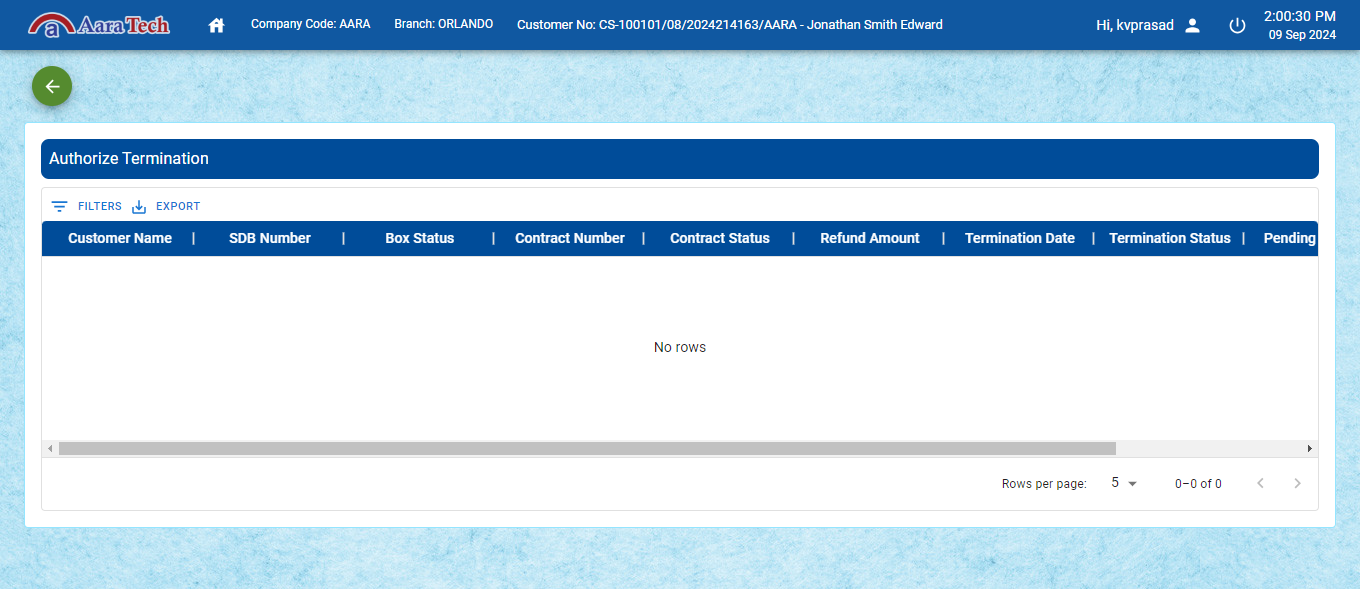 a AaraTech
Company Code: AARA
Branch: ORLANDO
Customer No: CS-100101/08/2024214163/AARA - Jonathan Smith Edward
Hi, kvprasad
2:00:30 PM
09 Sep 2024
Authorize Termination
FILTERS EXPORT
Customer Name | SDB Number | Box Status | Contract Number | Contract Status | Refund Amount | Termination Date | Termination Status | Pending
No rows
Rows per page: 5 0–0 of 0